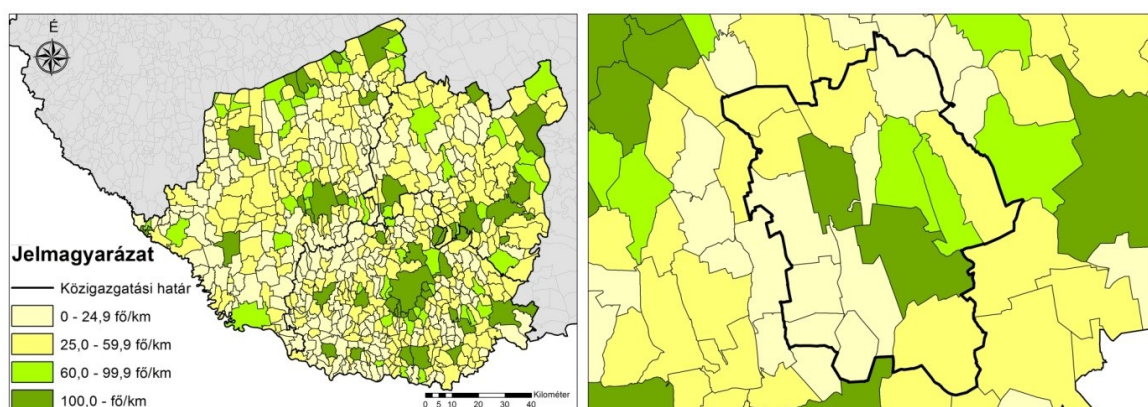 É
Jelmagyarázat
Közigazgatási határ
0 - 24,9 fő/km
25,0 - 59,9 fő/km
60,0 - 99,9 fő/km
100,0 - fő/km
Kilométer
0 5 10 20 30 40